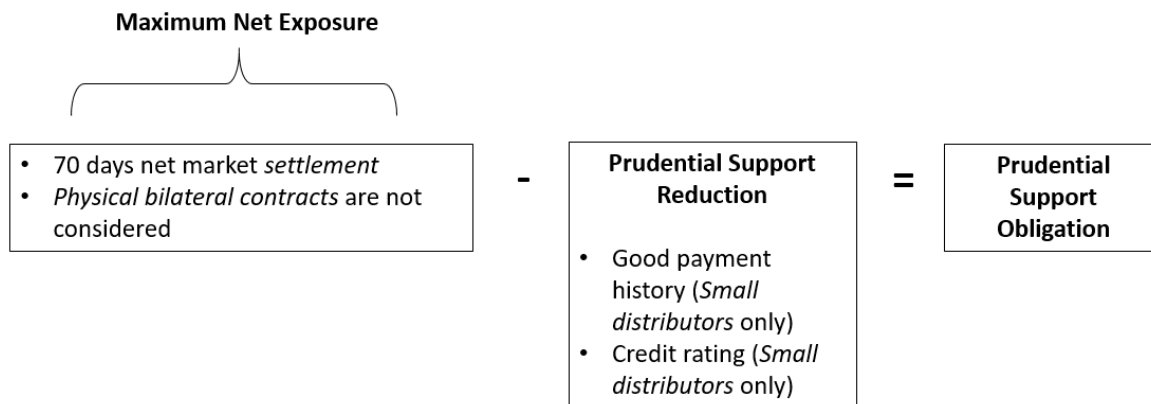 Maximum Net Exposure
• 70 days net market settlement
• Physical bilateral contracts are not
considered
-
Prudential Support
Reduction
• Good payment
history (Small
distributors only)
• Credit rating (Small
distributors only)
=
Prudential
Support
Obligation